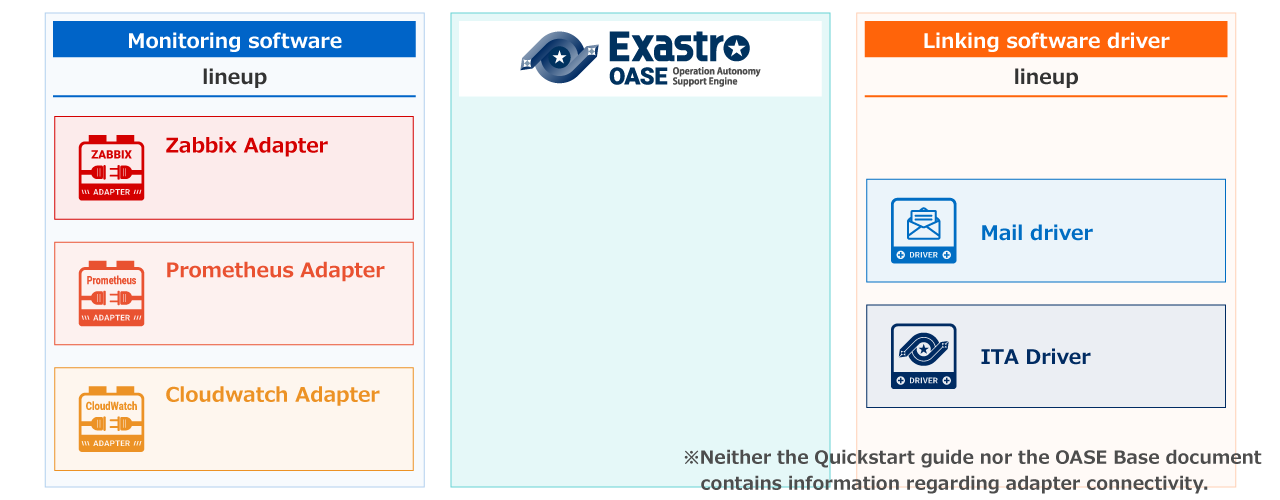 Monitoring software
lineup
ZABBIX
ADAPTER
Zabbix Adapter
Prometheus
ADAPTER
Prometheus Adapter
CloudWatch
ADAPTER
Cloudwatch Adapter
Exastro
OASE Operation Autonomy
Support Engine
Linking software driver
lineup
DRIVER
Mail driver
DRIVER
ITA Driver
※Neither the Quickstart guide nor the OASE Base document
contains information regarding adapter connectivity.